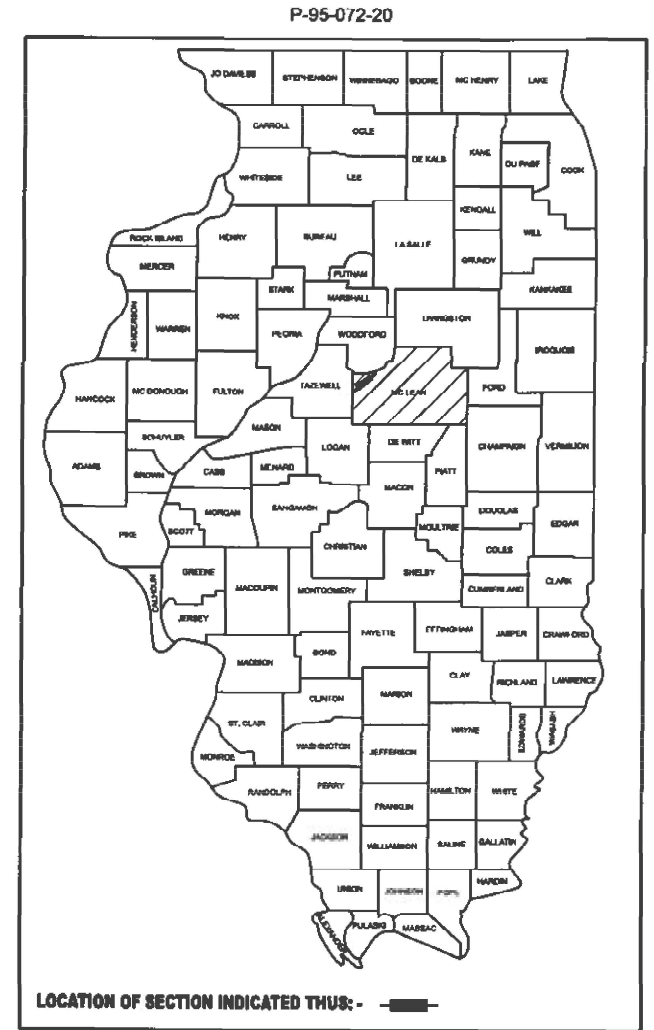 P-95-072-20
JO DAVIESS STEPHENSON WINNEBAGO BOONE MC HENRY LAKE
CARROLL OGLE DE KALB KANE DU PAGE COOK
WHITESIDE LEE
KENDALL
ROCK ISLAND HENRY BUREAU LA SALLE WILL
MERCER PUTNAM GRUNDY
STARK MARSHALL KANKAKEE
HENDERSON WARREN KNOX PEORIA WOODFORD LIVINGSTON
IROQUOIS
HANCOCK MC DONOUGH FULTON TAZEWELL MC LEAN FORD
MASON
SCHUYLER LOGAN DE WITT CHAMPAIGN VERMILION
ADAMS BROWN CASS MENARD PIATT
MACON
MORGAN SANGAMON DOUGLAS
PIKE SCOTT CHRISTIAN MOULTRIE EDGAR
COLES
GREENE SHELBY
CALHOUN MACOUPIN MONTGOMERY CUMBERLAND CLARK
JERSEY
FAYETTE EFFINGHAM JASPER CRAWFORD
MADISON BOND
CLAY RICHLAND LAWRENCE
CLINTON MARION
ST. CLAIR WAYNE EDWARDS WABASH
MONROE WASHINGTON JEFFERSON
RANDOLPH PERRY HAMILTON WHITE
FRANKLIN
JACKSON WILLIAMSON SALINE GALLATIN
UNION JOHNSON POPE HARDIN
ALEXANDER PULASKI MASSAC
LOCATION OF SECTION INDICATED THUS: -